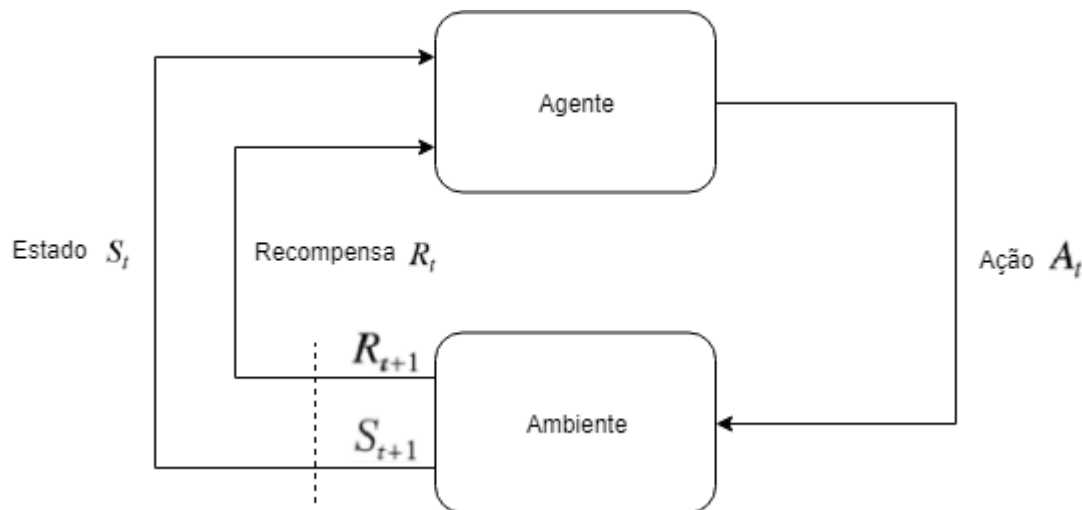 Agente
Estado S_t
Recompensa R_t
Ação A_t
R_{t+1}
Ambiente
S_{t+1}